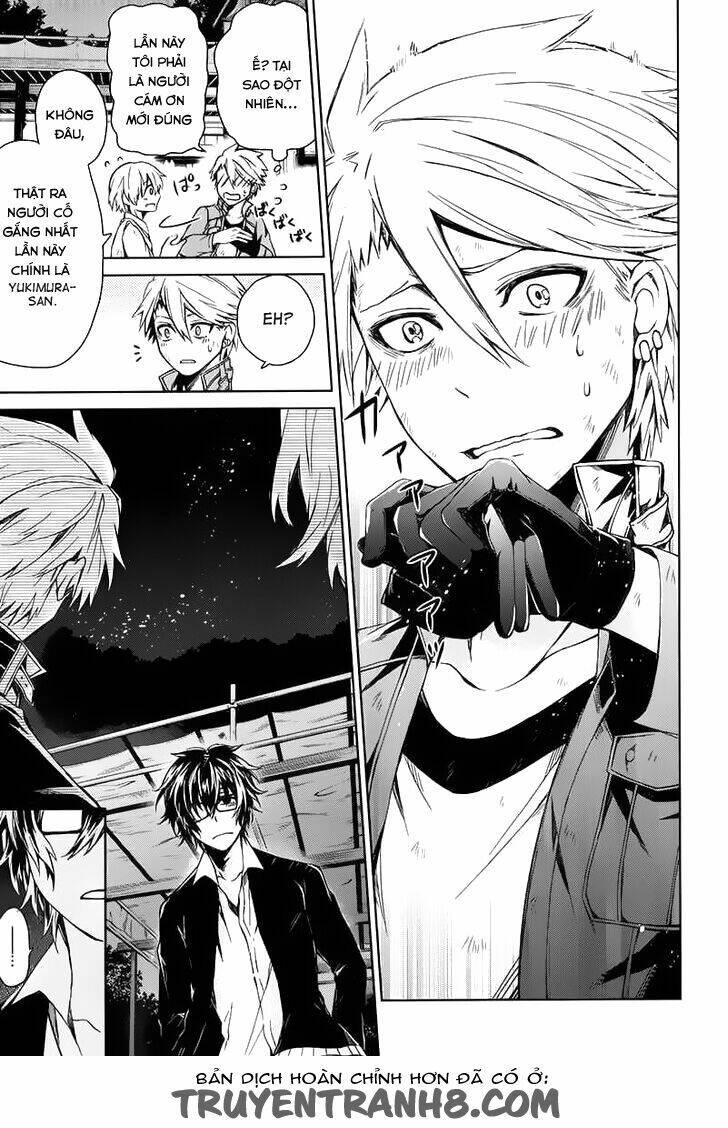 ガァァッ
Ế? TẠI
SAO ĐỘT
NHIÊN...
LẦN NÀY
TÔI PHẢI
LÀ NGƯỜI
CÁM ƠN
MỚI ĐÚNG
ぱっ
ばくばくばく
KHÔNG
ĐÂU,
THẬT RA
NGƯỜI CỐ
GẮNG NHẤT
LẦN NÀY
CHÍNH LÀ
YUKIMURA-
SAN.
EH?
...!
BẢN DỊCH HOÀN CHỈNH HƠN ĐÃ CÓ Ở:
TRUYENTRANH8.COM